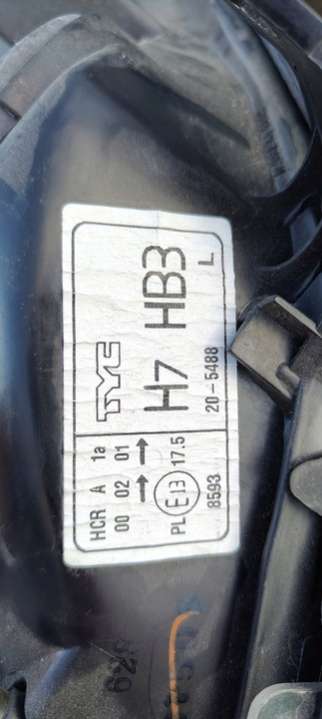 HCR A 1a TYC
00 02 01
→ →
PL E13 17.5 H7 HB3
8593 20-5488 L